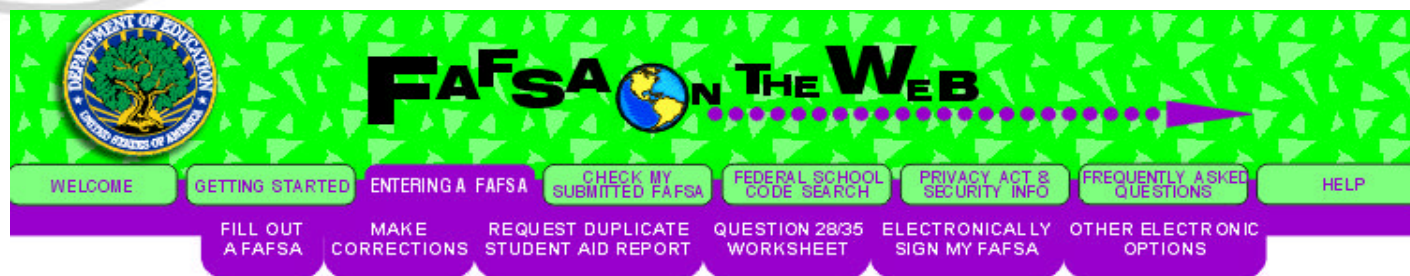 DEPARTMENT OF EDUCATION
UNITED STATES OF AMERICA
FAFSA ON THE WEB
WELCOME
GETTING STARTED
ENTERING A FAFSA
CHECK MY
SUBMITTED FAFSA
FEDERAL SCHOOL
CODE SEARCH
PRIVACY ACT &
SECURITY INFO
FREQUENTLY ASKED
QUESTIONS
HELP
FILL OUT
A FAFSA
MAKE
CORRECTIONS
REQUEST DUPLICATE
STUDENT AID REPORT
QUESTION 28/35
WORKSHEET
ELECTRONICALLY
SIGN MY FAFSA
OTHER ELECTRONIC
OPTIONS